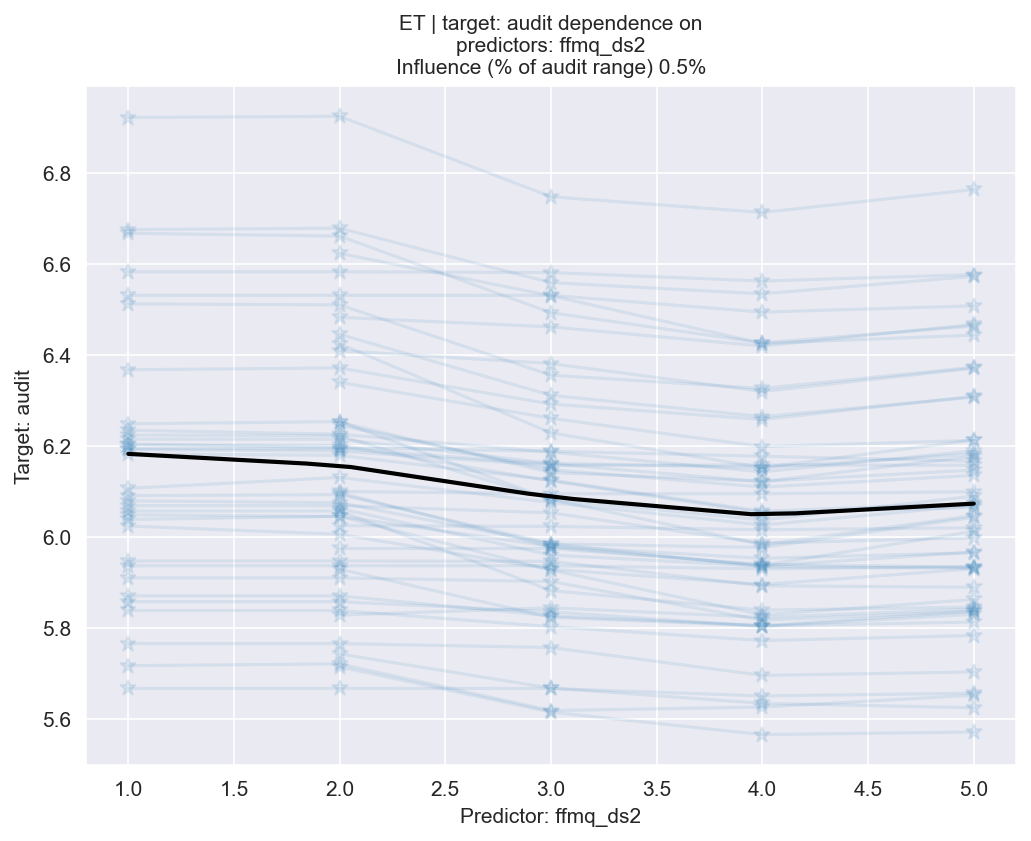 ET | target: audit dependence on
predictors: ffmq_ds2
Influence (% of audit range) 0.5%
Target: audit
6.8
6.6
6.4
6.2
6.0
5.8
5.6
1.0 1.5 2.0 2.5 3.0 3.5 4.0 4.5 5.0
Predictor: ffmq_ds2